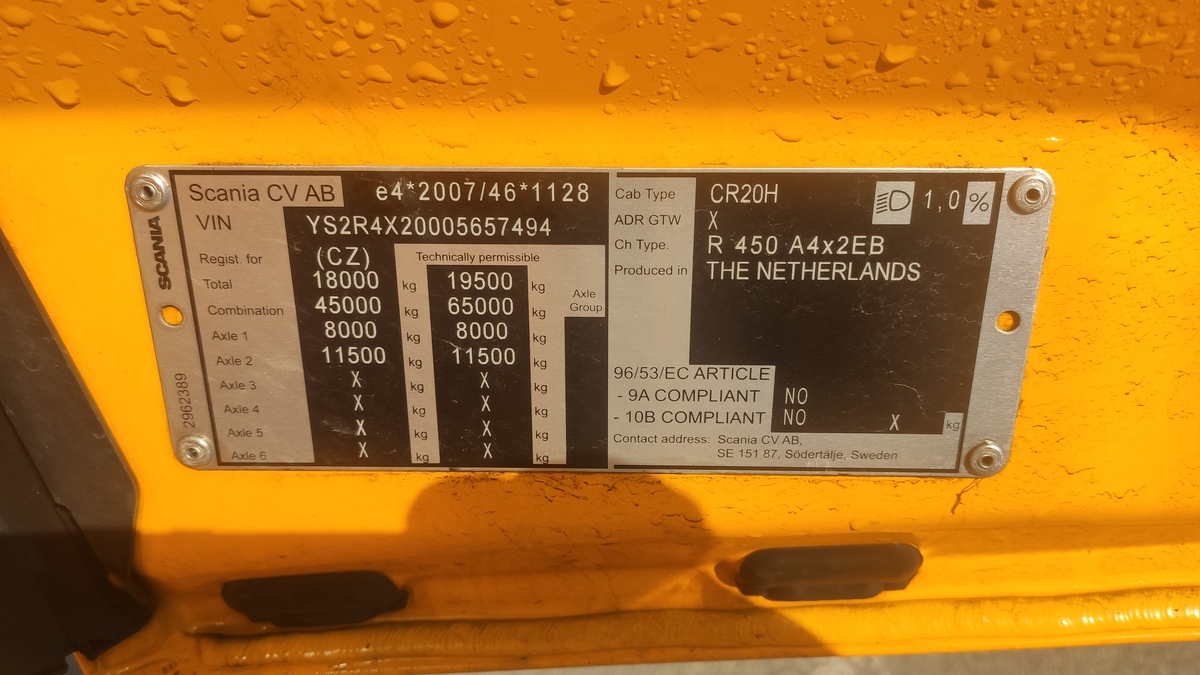 SCANIA
2962389
Scania CV AB e4*2007/46*1128
VIN YS2R4X20005657494
Regist. for (CZ) Technically permissible
Total 18000 kg 19500 kg Axle Group
Combination 45000 kg 65000 kg
Axle 1 8000 kg 8000 kg
Axle 2 11500 kg 11500 kg
Axle 3 X kg X kg
Axle 4 X kg X kg
Axle 5 X kg X kg
Axle 6 X kg X kg
Cab Type CR20H 1,0 %
ADR GTW X
Ch Type. R 450 A4x2EB
Produced in THE NETHERLANDS
96/53/EC ARTICLE
- 9A COMPLIANT NO
- 10B COMPLIANT NO X kg
Contact address: Scania CV AB,
SE 151 87, Södertälje, Sweden